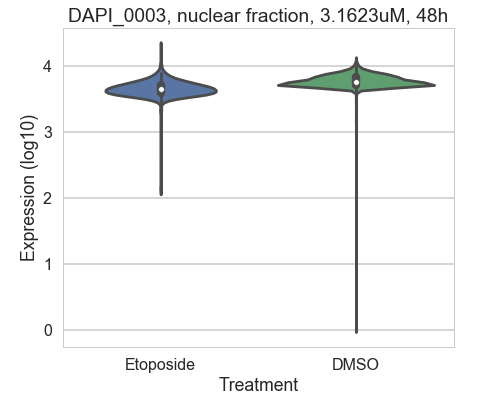 DAPI_0003, nuclear fraction, 3.1623uM, 48h
Expression (log10)
4
3
2
1
0
Etoposide
DMSO
Treatment